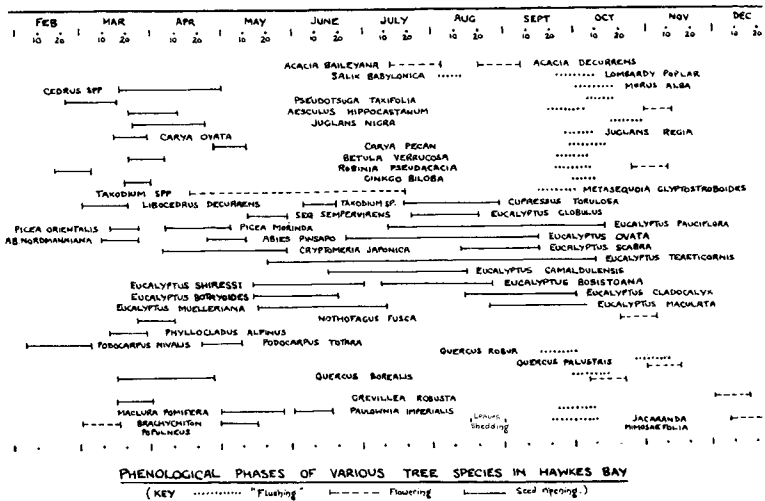 FEB MAR APR MAY JUNE JULY AUG SEPT OCT NOV DEC
10 20 10 20 10 20 10 20 10 20 10 20 10 20 10 20 10 20 10 20 10 20
ACACIA BAILEYANA ACACIA DECURRENS
SALIX BABYLONICA LOMBARDY POPLAR
CEDRUS SPP MORUS ALBA
PSEUDOTSUGA TAXIFOLIA
AESCULUS HIPPOCASTANUM
JUGLANS NIGRA
CARYA OVATA JUGLANS REGIA
CARYA PECAN
BETULA VERRUCOSA
ROBINIA PSEUDACACIA
GINKGO BILOBA
TAXODIUM SPP METASEQUOIA GLYPTOSTROBOIDES
LIBOCEDRUS DECURRENS TAXODIUM SP. CUPRESSUS TORULOSA
SEQ SEMPERVIRENS EUCALYPTUS GLOBULUS
PICEA ORIENTALIS PICEA MORINDA EUCALYPTUS PAUCIFLORA
AB. NORDMANNIANA ABIES PINSAPO EUCALYPTUS OVATA
CRYPTOMERIA JAPONICA EUCALYPTUS SCABRA
EUCALYPTUS TERETICORNIS
EUCALYPTUS CAMALDULENSIS
EUCALYPTUS SHIRESSI EUCALYPTUS BOSISTOANA
EUCALYPTUS BOTRYOIDES EUCALYPTUS CLADOCALYX
EUCALYPTUS MUELLERIANA EUCALYPTUS MACULATA
NOTHOFAGUS FUSCA
PHYLLOCLADUS ALPINUS
PODOCARPUS NIVALIS PODOCARPUS TOTARA
QUERCUS ROBUR
QUERCUS PALUSTRIS
QUERCUS BOREALIS
GREVILLEA ROBUSTA
MACLURA POMIFERA PAULOWNIA IMPERIALIS
BRACHYCHITON POPULNEUS Leaves Shedding JACARANDA MIMOSAEFOLIA
PHENOLOGICAL PHASES OF VARIOUS TREE SPECIES IN HAWKES BAY
(KEY "Flushing" Flowering Seed ripening.)